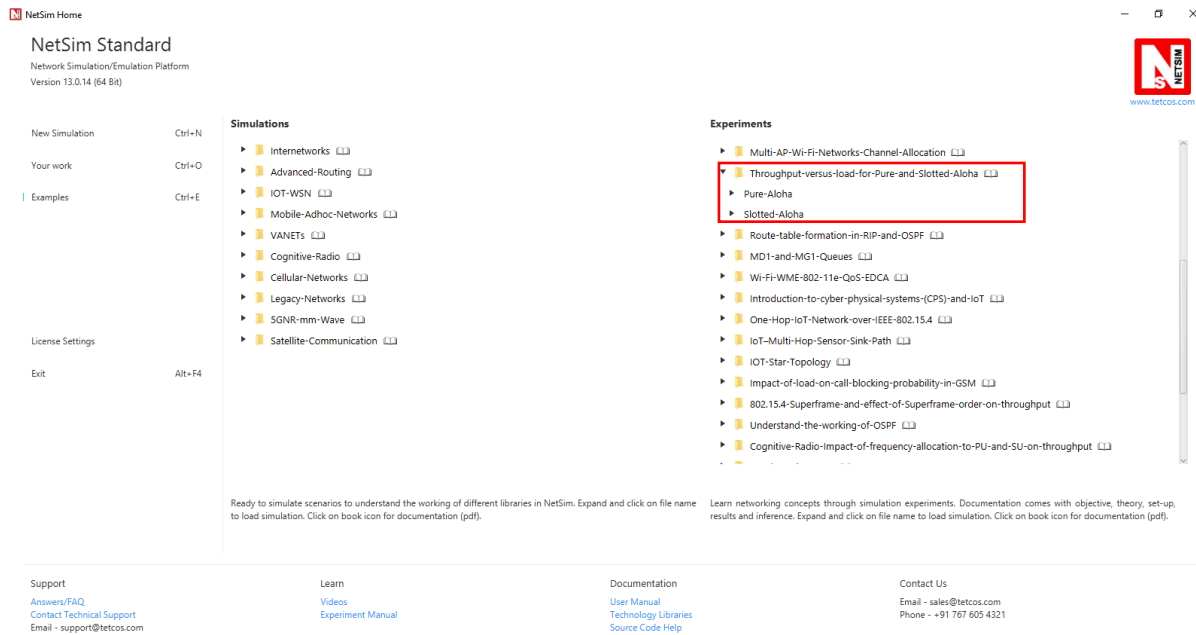 NetSim Home
NetSim Standard
Network Simulation/Emulation Platform
Version 13.0.14 (64 Bit)
NETSIM
www.tetcos.com
New Simulation Ctrl+N
Your work Ctrl+O
Examples Ctrl+E
License Settings
Exit Alt+F4
Simulations
Internetworks
Advanced-Routing
IOT-WSN
Mobile-Adhoc-Networks
VANETs
Cognitive-Radio
Cellular-Networks
Legacy-Networks
5GNR-mm-Wave
Satellite-Communication
Ready to simulate scenarios to understand the working of different libraries in NetSim. Expand and click on file name
to load simulation. Click on book icon for documentation (pdf).
Experiments
Multi-AP-Wi-Fi-Networks-Channel-Allocation
Throughput-versus-load-for-Pure-and-Slotted-Aloha
Pure-Aloha
Slotted-Aloha
Route-table-formation-in-RIP-and-OSPF
MD1-and-MG1-Queues
Wi-Fi-WME-802-11e-QoS-EDCA
Introduction-to-cyber-physical-systems-(CPS)-and-IoT
One-Hop-IoT-Network-over-IEEE-802.15.4
IoT–Multi-Hop-Sensor-Sink-Path
IOT-Star-Topology
Impact-of-load-on-call-blocking-probability-in-GSM
802.15.4-Superframe-and-effect-of-Superframe-order-on-throughput
Understand-the-working-of-OSPF
Cognitive-Radio-Impact-of-frequency-allocation-to-PU-and-SU-on-throughput
Learn networking concepts through simulation experiments. Documentation comes with objective, theory, set-up,
results and inference. Expand and click on file name to load simulation. Click on book icon for documentation (pdf).
Support
Answers/FAQ
Contact Technical Support
Email - support@tetcos.com
Learn
Videos
Experiment Manual
Documentation
User Manual
Technology Libraries
Source Code Help
Contact Us
Email - sales@tetcos.com
Phone - +91 767 605 4321